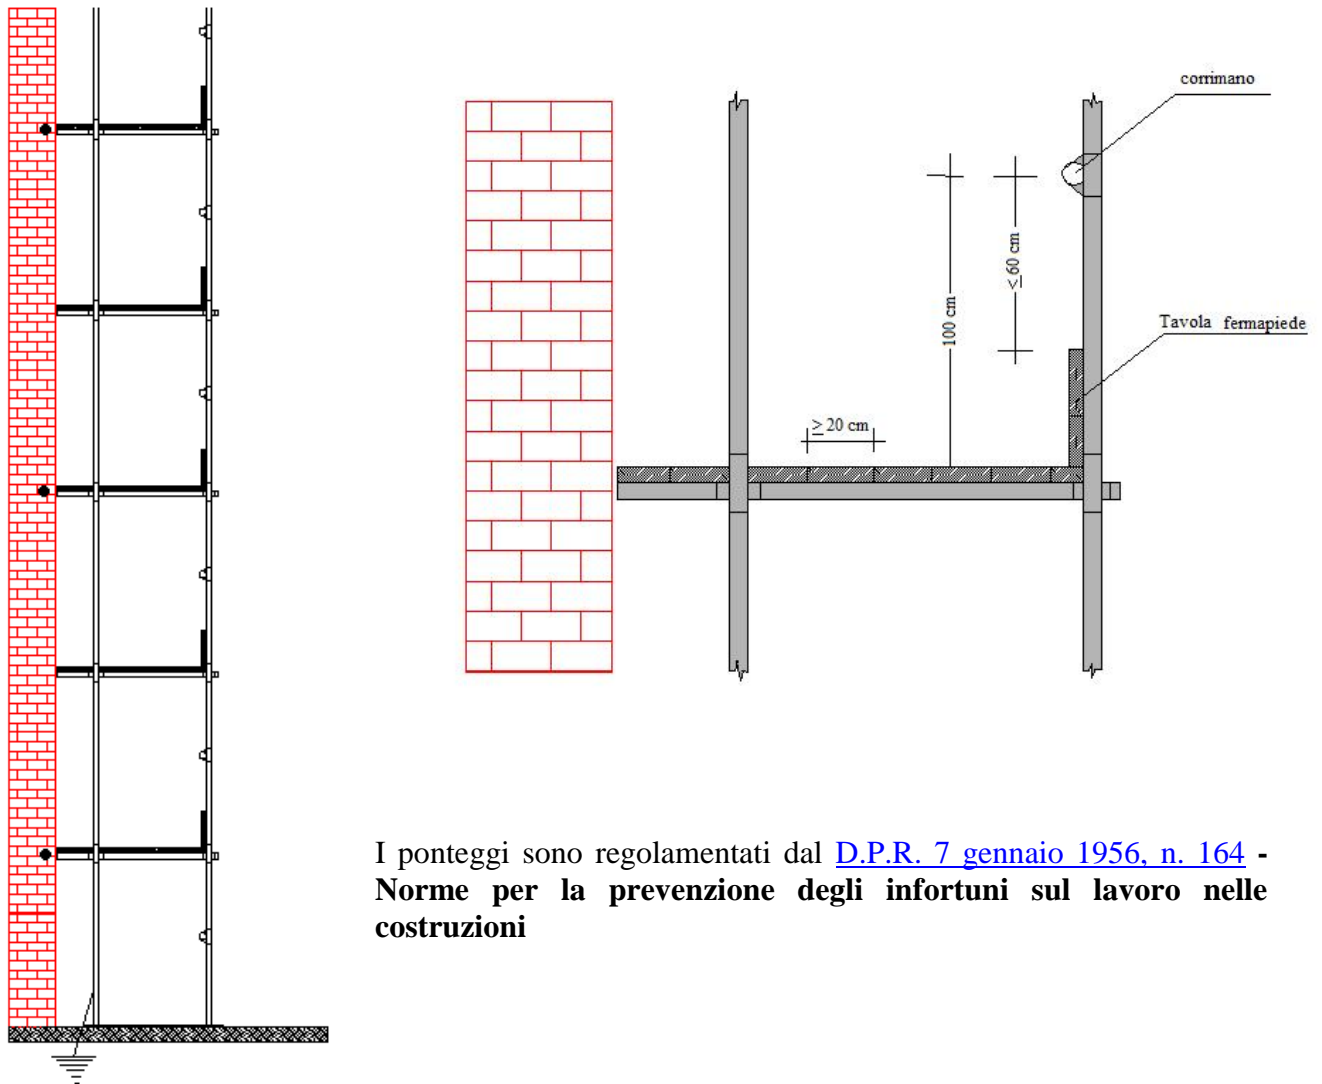 corrimano
≤ 60 cm
100 cm
Tavola fermapiede
≥ 20 cm
I ponteggi sono regolamentati dal D.P.R. 7 gennaio 1956, n. 164 -
Norme per la prevenzione degli infortuni sul lavoro nelle
costruzioni